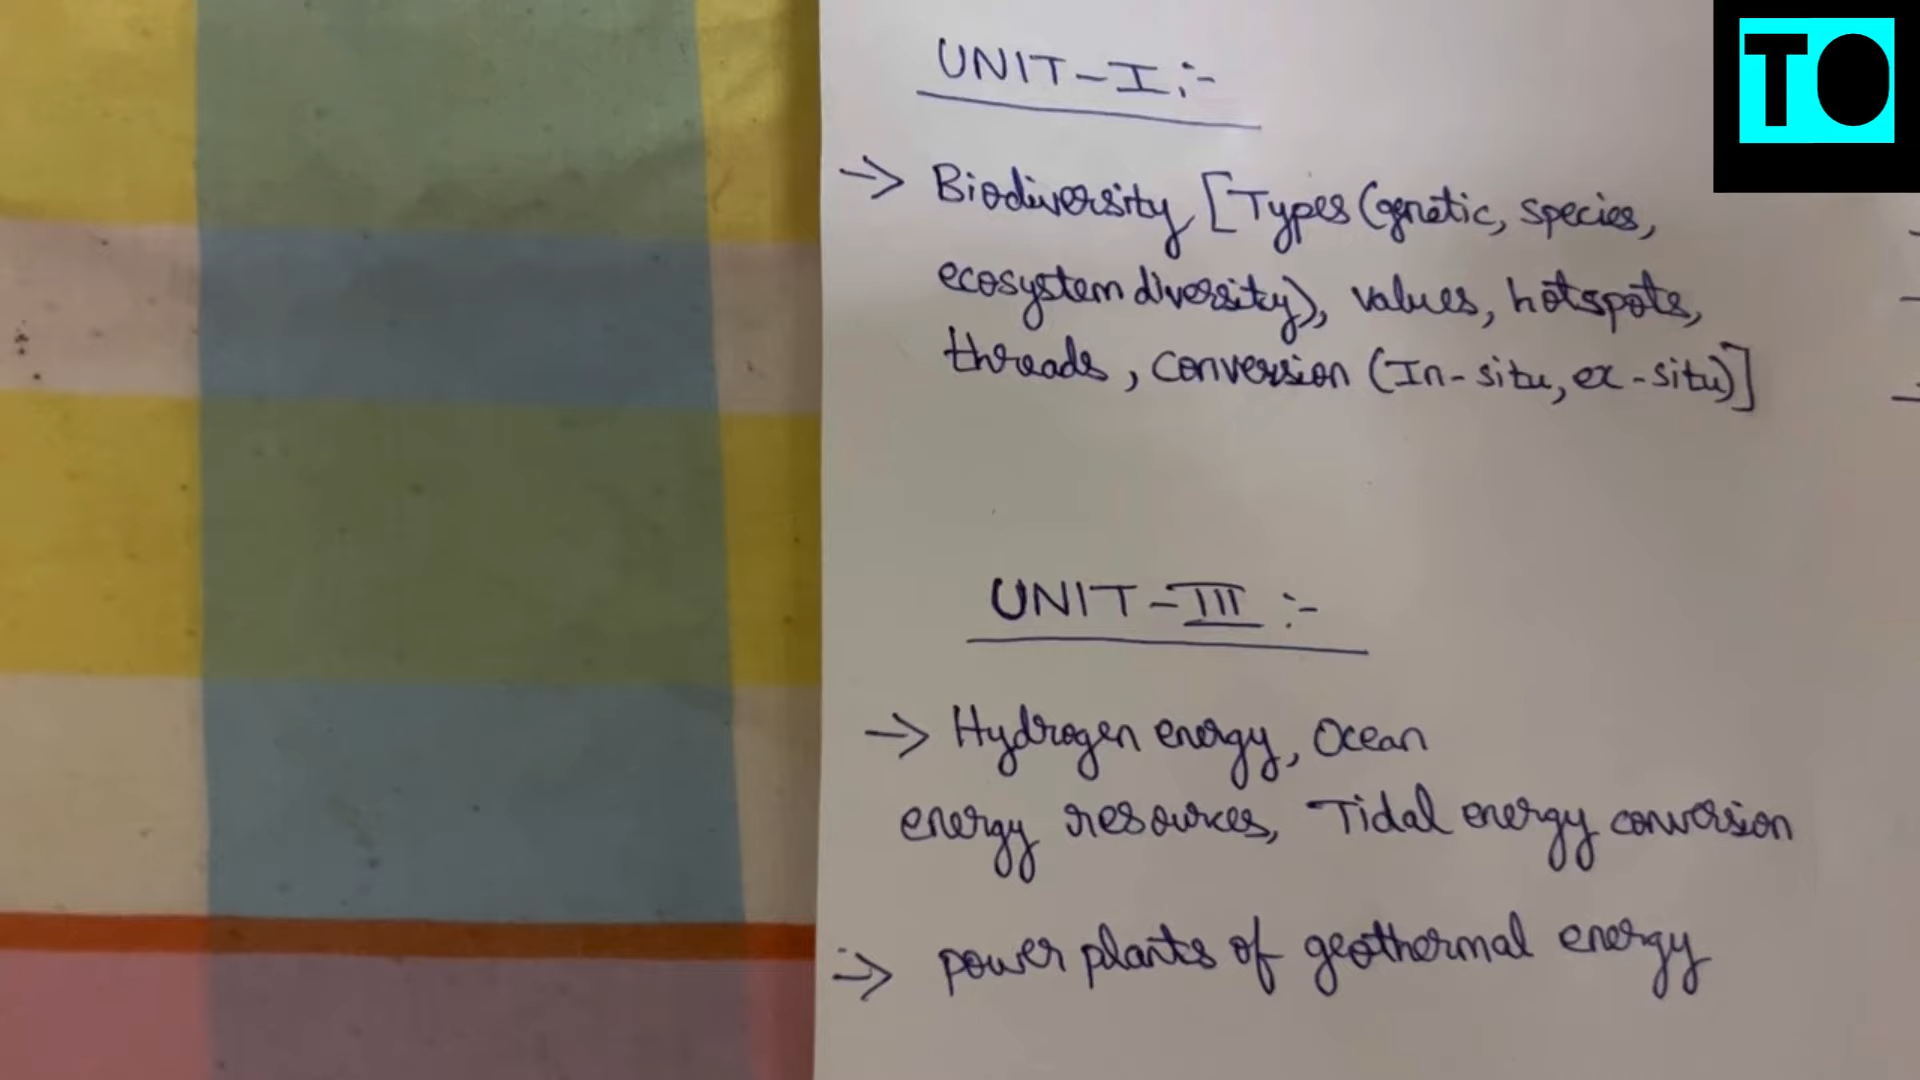 TO
UNIT-I:-
→ Biodiversity [Types (genetic, species,
ecosystem diversity), values, hotspots,
threads, conversion (In-situ, ex-situ)]
UNIT-III :-
→ Hydrogen energy, Ocean
energy resources, Tidal energy conversion
→ power plants of geothermal energy